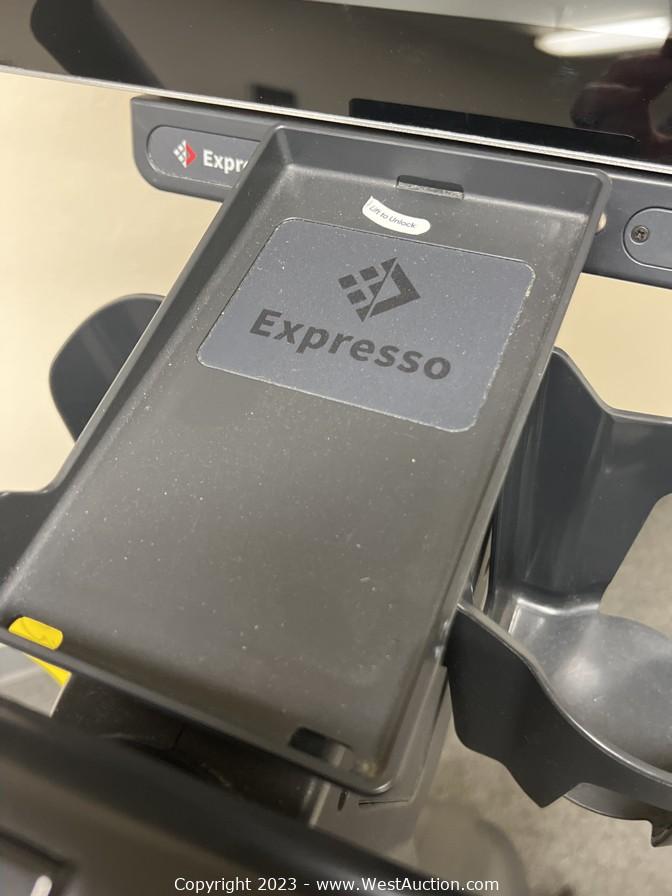 Expre
Lift to Unlock
Expresso
Copyright 2023 - www.WestAuction.com